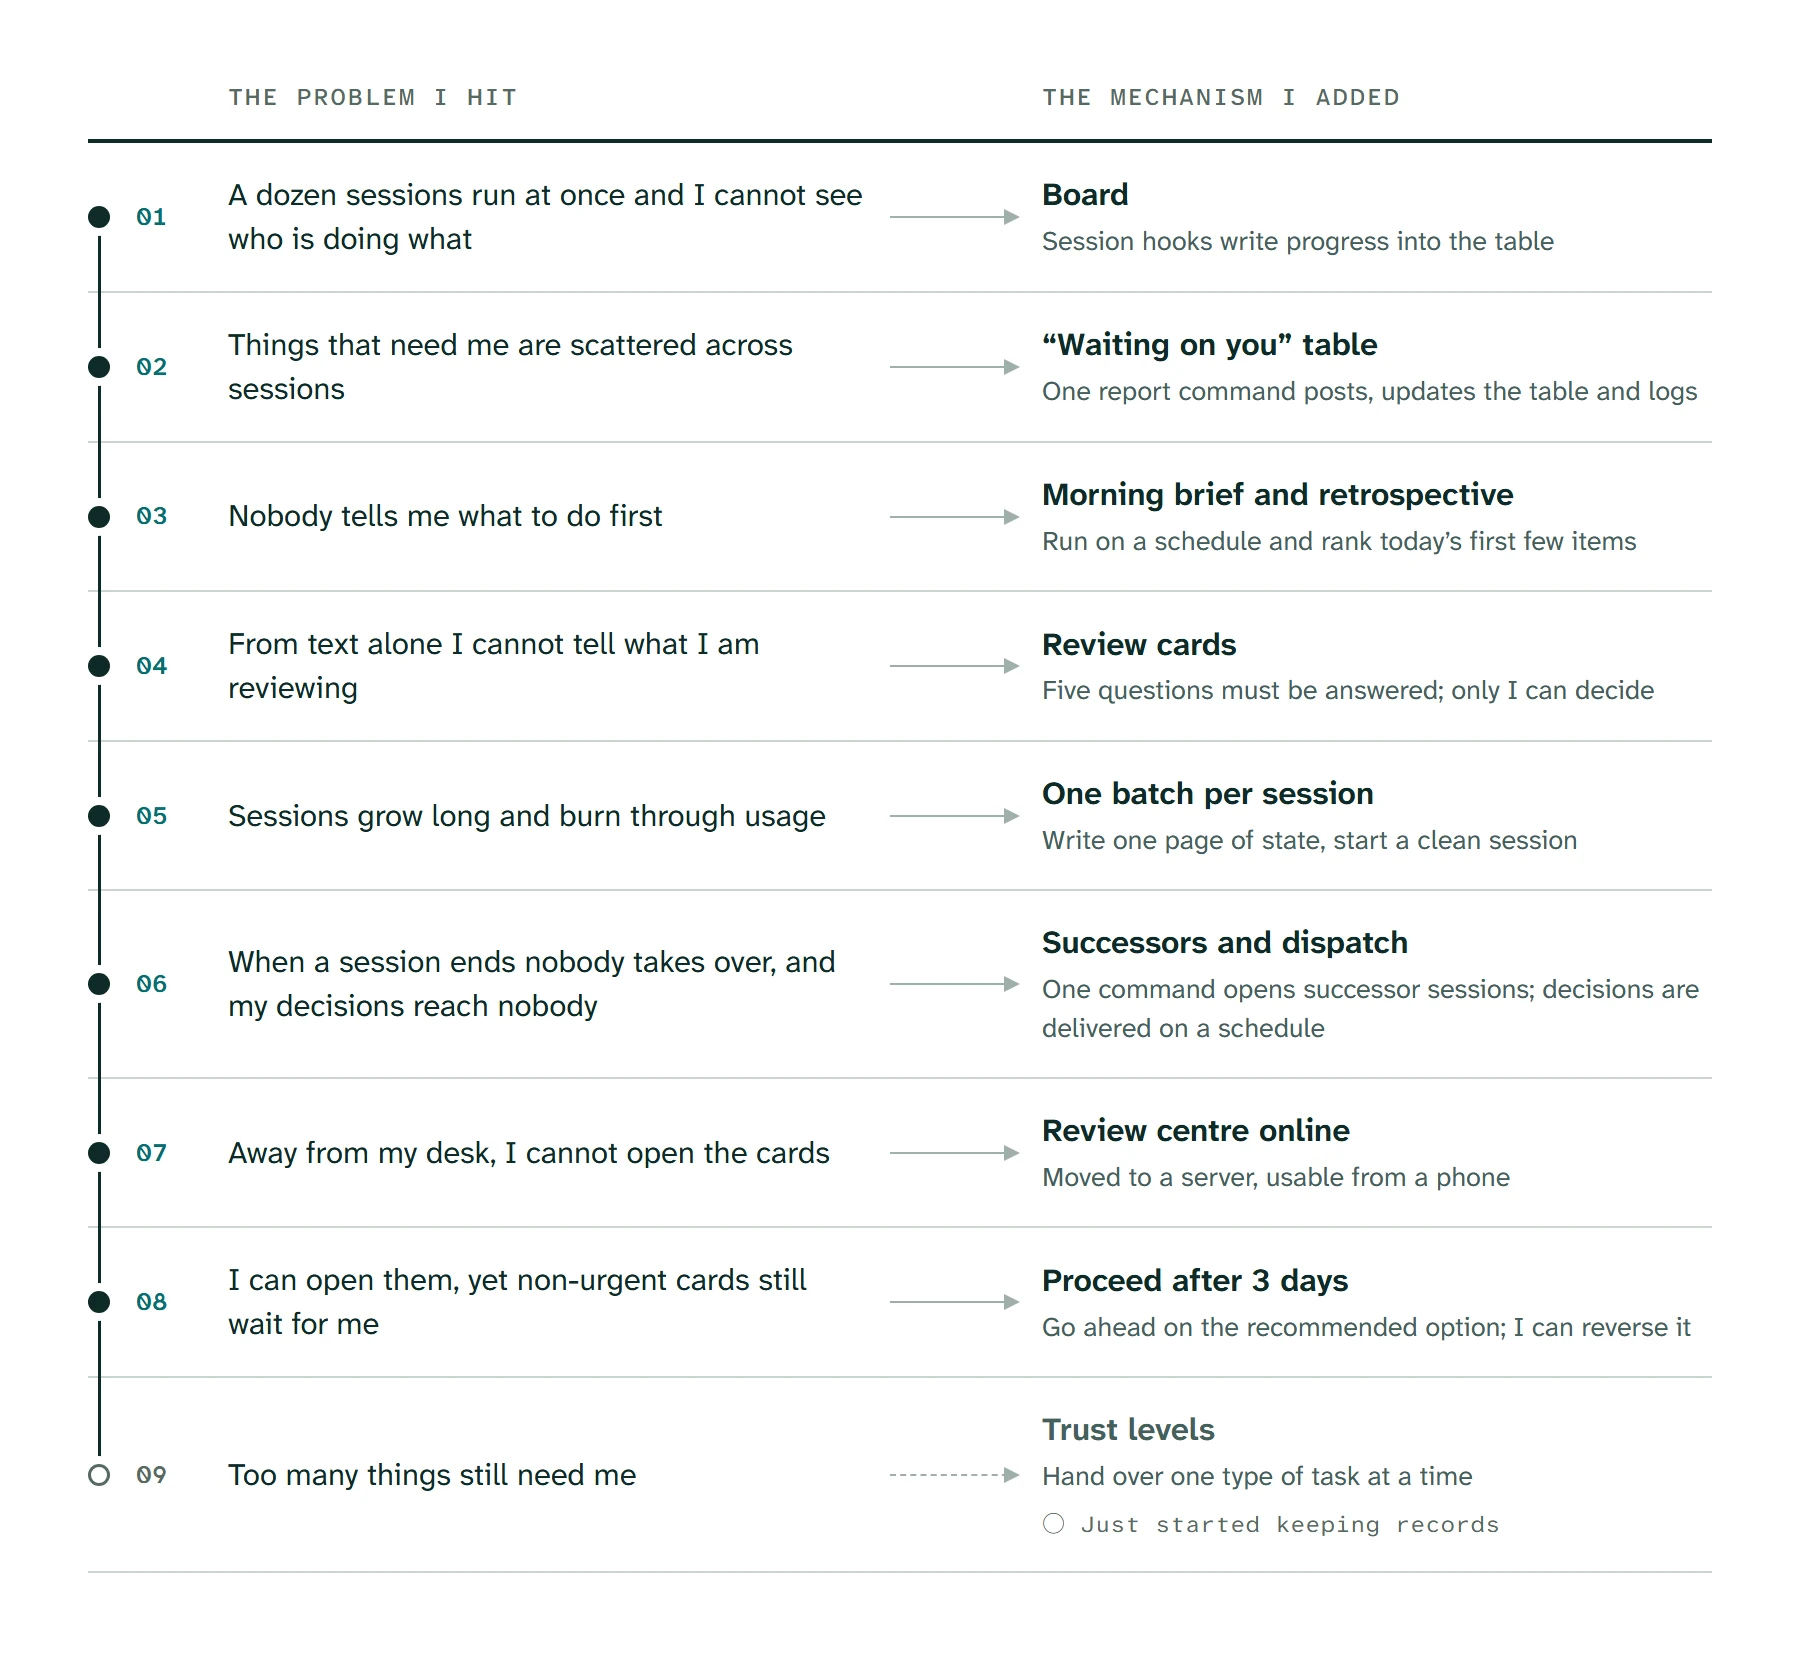 THE PROBLEM I HIT
THE MECHANISM I ADDED
01
A dozen sessions run at once and I cannot see
who is doing what
Board
Session hooks write progress into the table
02
Things that need me are scattered across
sessions
“Waiting on you” table
One report command posts, updates the table and logs
03
Nobody tells me what to do first
Morning brief and retrospective
Run on a schedule and rank today’s first few items
04
From text alone I cannot tell what I am
reviewing
Review cards
Five questions must be answered; only I can decide
05
Sessions grow long and burn through usage
One batch per session
Write one page of state, start a clean session
06
When a session ends nobody takes over, and
my decisions reach nobody
Successors and dispatch
One command opens successor sessions; decisions are
delivered on a schedule
07
Away from my desk, I cannot open the cards
Review centre online
Moved to a server, usable from a phone
08
I can open them, yet non-urgent cards still
wait for me
Proceed after 3 days
Go ahead on the recommended option; I can reverse it
09
Too many things still need me
Trust levels
Hand over one type of task at a time
Just started keeping records